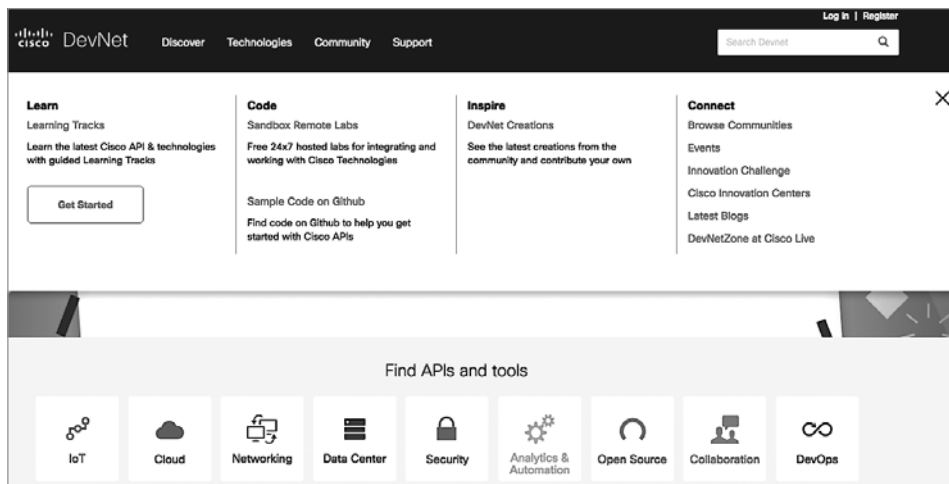 Log in | Register
cisco DevNet Discover Technologies Community Support Search Devnet
Learn
Learning Tracks
Learn the latest Cisco API & technologies
with guided Learning Tracks
Get Started
Code
Sandbox Remote Labs
Free 24x7 hosted labs for integrating and
working with Cisco Technologies
Sample Code on Github
Find code on Github to help you get
started with Cisco APIs
Inspire
DevNet Creations
See the latest creations from the
community and contribute your own
Connect
Browse Communities
Events
Innovation Challenge
Cisco Innovation Centers
Latest Blogs
DevNetZone at Cisco Live
Find APIs and tools
IoT
Cloud
Networking
Data Center
Security
Analytics &
Automation
Open Source
Collaboration
DevOps